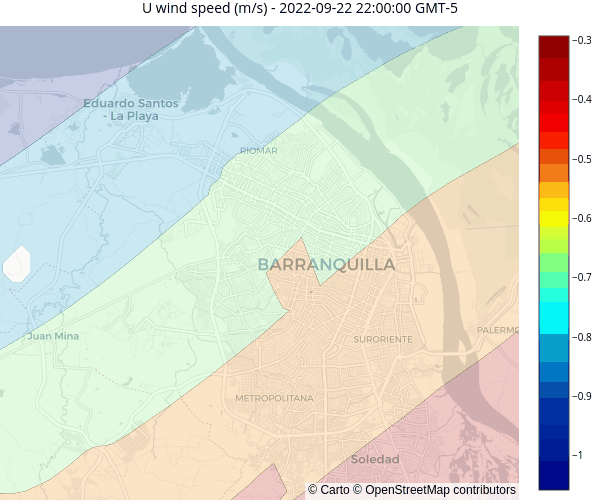 U wind speed (m/s) - 2022-09-22 22:00:00 GMT-5
−0.3
−0.4
−0.5
−0.6
−0.7
−0.8
−0.9
−1
Eduardo Santos
- La Playa
RIOMAR
BARRANQUILLA
Juan Mina
SURORIENTE
PALERMO
METROPOLITANA
Soledad
© Carto © OpenStreetMap contributors